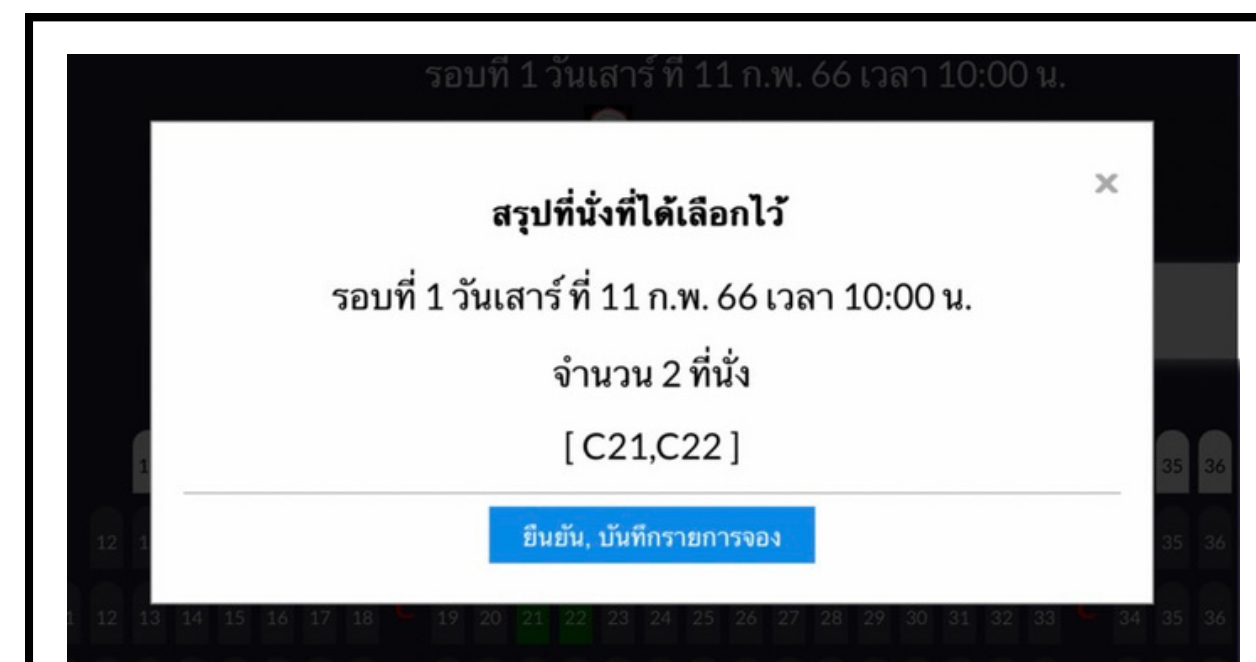 รอบที่ 1 วันเสาร์ ที่ 11 ก.พ. 66 เวลา 10:00 น.
×
สรุปที่นั่งที่ได้เลือกไว้
รอบที่ 1 วันเสาร์ ที่ 11 ก.พ. 66 เวลา 10:00 น.
จำนวน 2 ที่นั่ง
[ C21,C22 ]
35 36
ยืนยัน, บันทึกรายการจอง
12 35 36
12 13 14 15 16 17 18 C 19 20 21 22 23 24 25 26 27 28 29 30 31 32 33 C 34 35 36